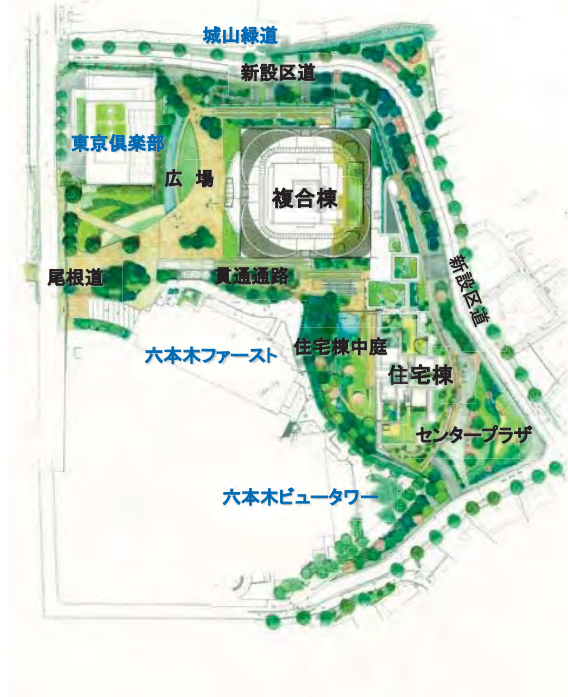 城山緑道
新設区道
東京倶楽部
広 場
複合棟
新設区道
尾根道
貫通通路
六本木ファースト
住宅棟中庭
住宅棟
センタープラザ
六本木ビュータワー